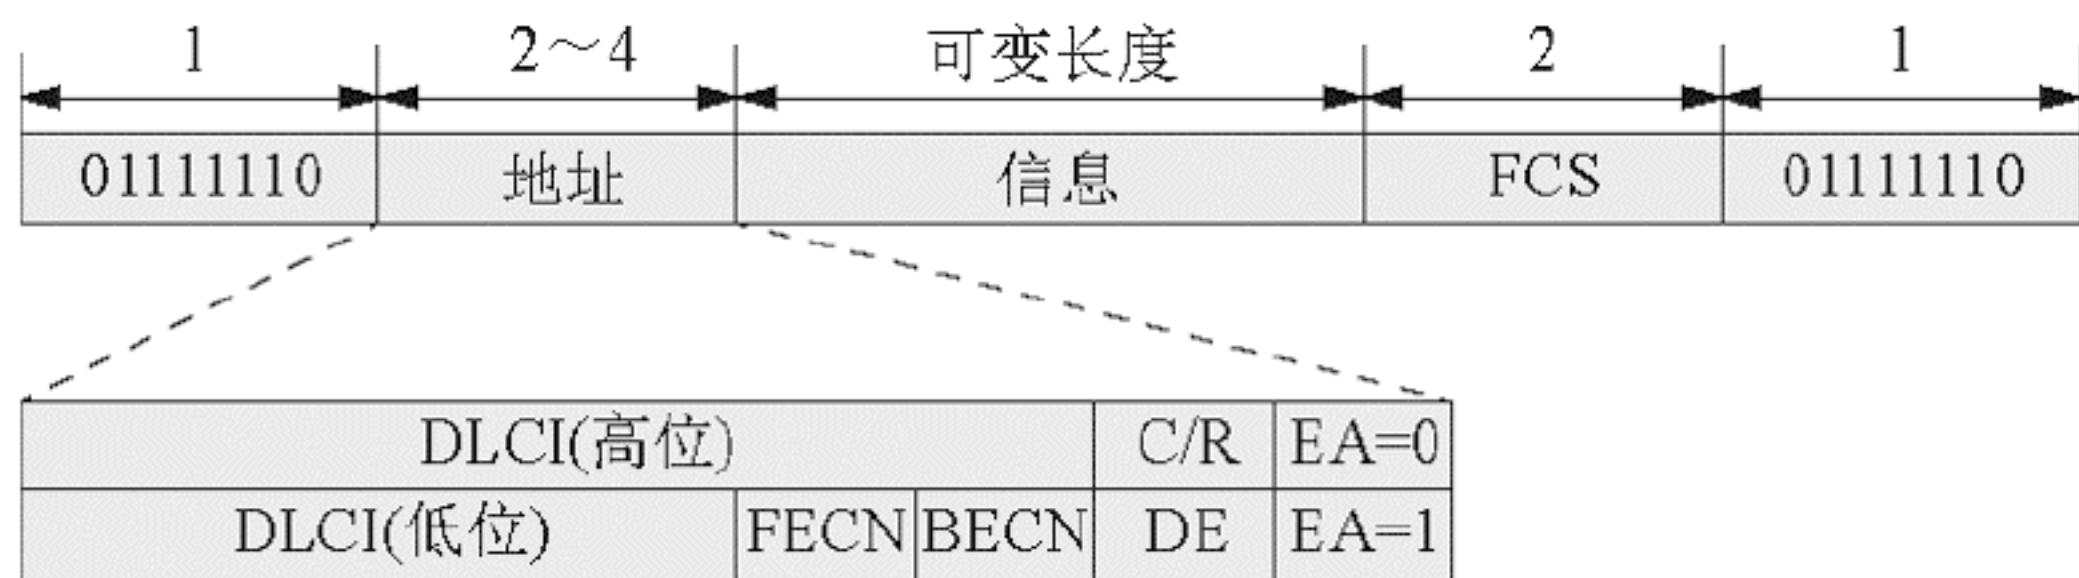 1 2～4 可变长度 2 1
01111110 地址 信息 FCS 01111110
DLCI(高位) C/R EA=0
DLCI(低位) FECN BECN DE EA=1